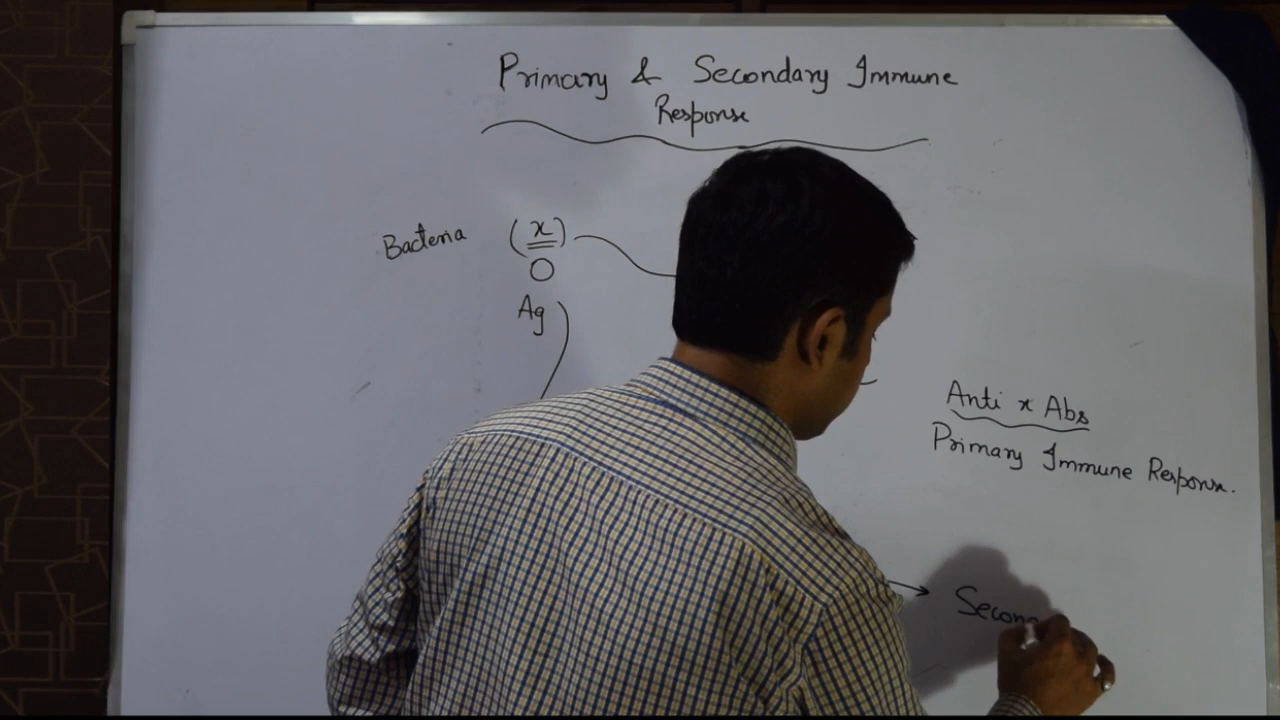 Primary & Secondary Immune
Response
Bacteria (x)
Ag
Anti x Abs
Primary Immune Response.
Secon